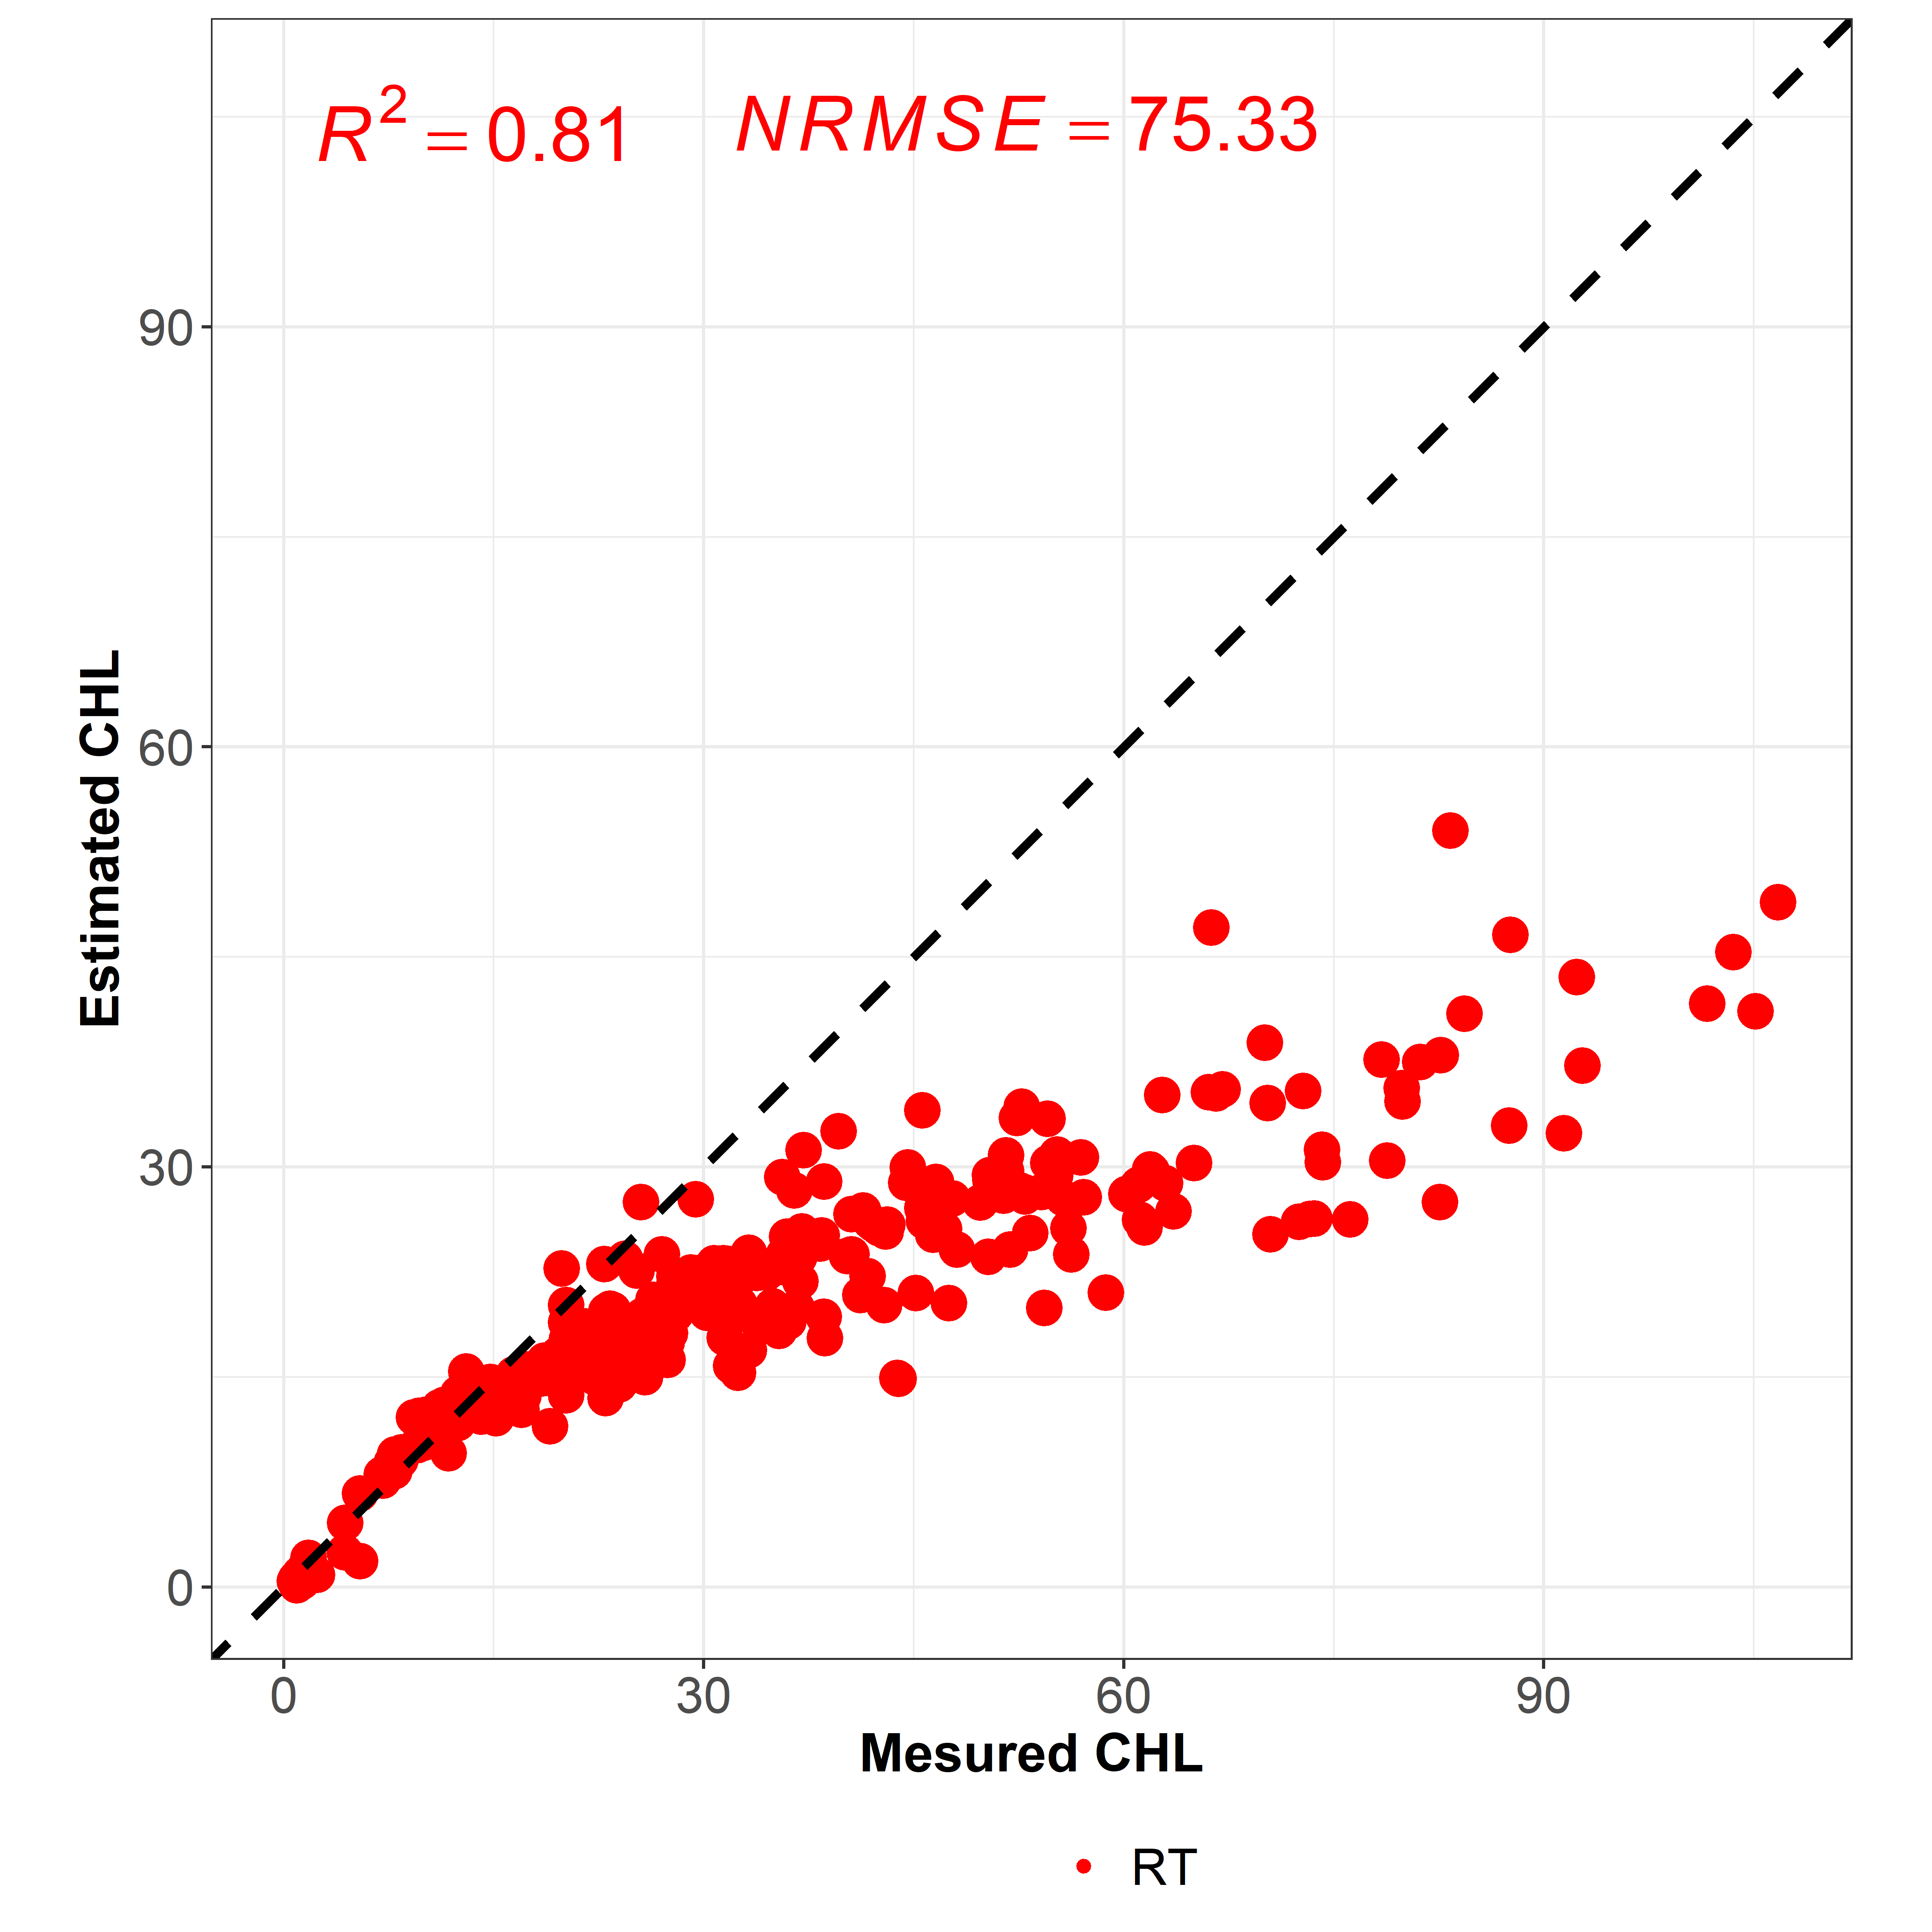 R² = 0.81 NRMSE = 75.33
90
60
30
0
Estimated CHL
0 30 60 90
Mesured CHL
RT